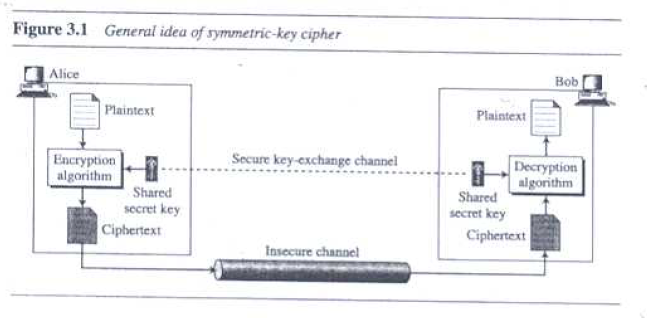 Figure 3.1 General idea of symmetric-key cipher
Alice
Plaintext
Encryption
algorithm
Shared
secret key
Ciphertext
Secure key-exchange channel
Insecure channel
Bob
Plaintext
Decryption
algorithm
Shared
secret key
Ciphertext